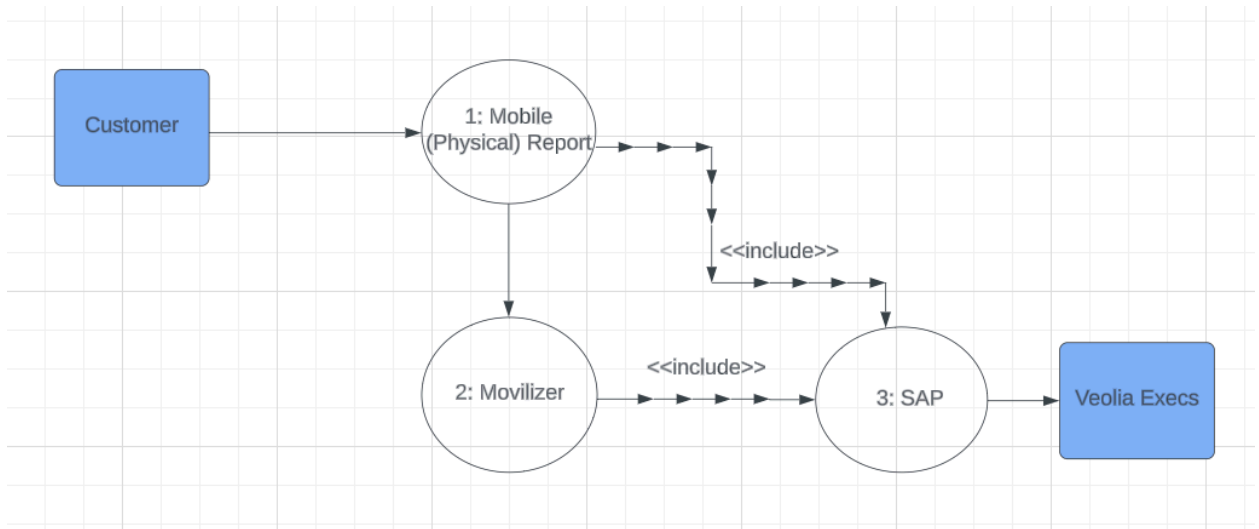 Customer
1: Mobile
(Physical) Report
<<include>>
<<include>>
2: Movilizer
3: SAP
Veolia Execs